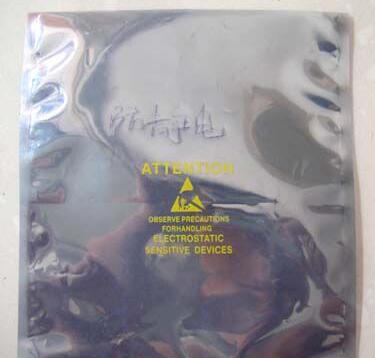 防静电
ATTENTION
OBSERVE PRECAUTIONS
FORHANDLING
ELECTROSTATIC
SENSITIVE DEVICES